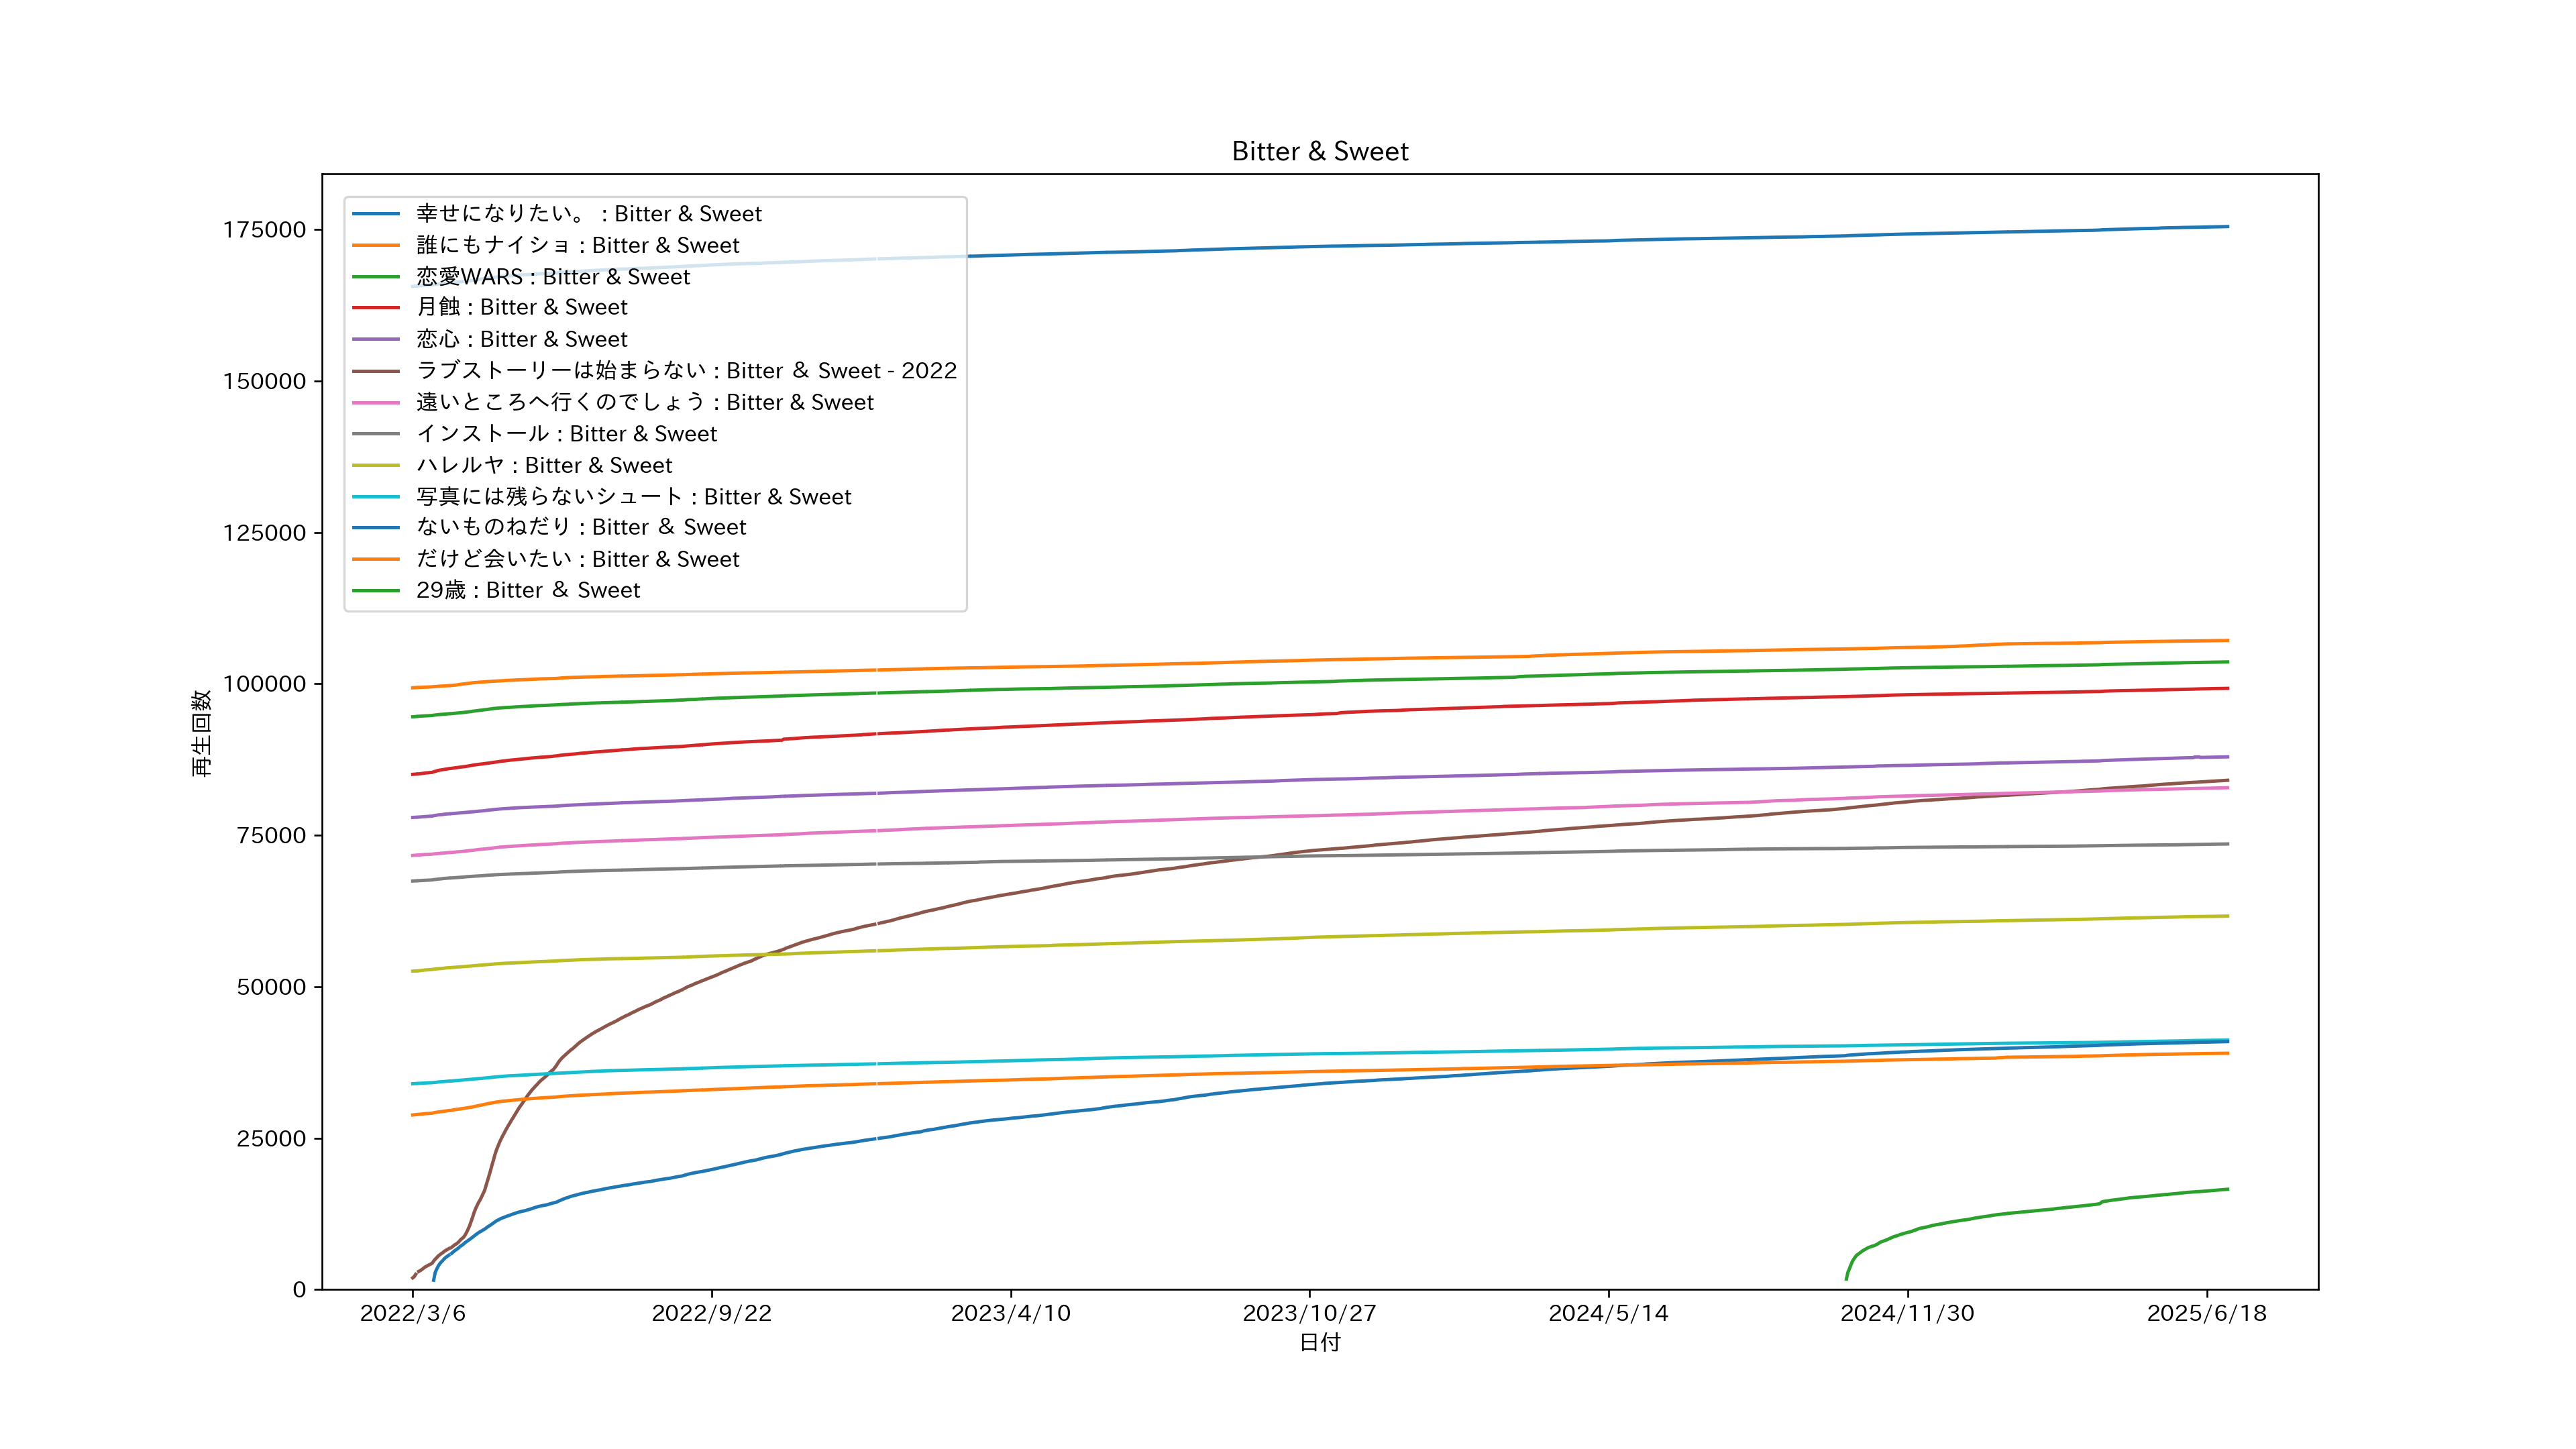 Bitter & Sweet
幸せになりたい。 : Bitter & Sweet
誰にもナイショ : Bitter & Sweet
恋愛WARS : Bitter & Sweet
月蝕 : Bitter & Sweet
恋心 : Bitter & Sweet
ラブストーリーは始まらない : Bitter ＆ Sweet - 2022
遠いところへ行くのでしょう : Bitter & Sweet
インストール : Bitter & Sweet
ハレルヤ : Bitter & Sweet
写真には残らないシュート : Bitter & Sweet
ないものねだり : Bitter ＆ Sweet
だけど会いたい : Bitter & Sweet
29歳 : Bitter ＆ Sweet
175000
150000
125000
100000
75000
50000
25000
0
再生回数
2022/3/6 2022/9/22 2023/4/10 2023/10/27 2024/5/14 2024/11/30 2025/6/18
日付